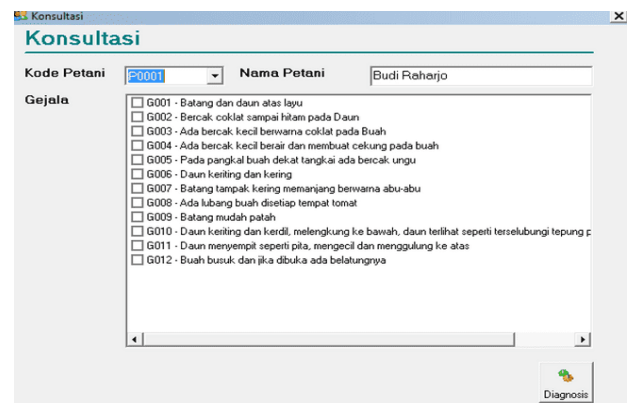 Konsultasi
Konsultasi
Kode Petani P0001 Nama Petani Budi Raharjo
Gejala
G001 - Batang dan daun atas layu
G002 - Bercak coklat sampai hitam pada Daun
G003 - Ada bercak kecil berwarna coklat pada Buah
G004 - Ada bercak kecil berair dan membuat cekung pada buah
G005 - Pada pangkal buah dekat tangkai ada bercak ungu
G006 - Daun keriting dan kering
G007 - Batang tampak kering memanjang berwarna abu-abu
G008 - Ada lubang buah disetiap tempat tomat
G009 - Batang mudah patah
G010 - Daun keriting dan kerdil, melengkung ke bawah, daun terlihat seperti terselubungi tepung p
G011 - Daun menyempit seperti pita, mengecil dan menggulung ke atas
G012 - Buah busuk dan jika dibuka ada belatungnya
Diagnosis